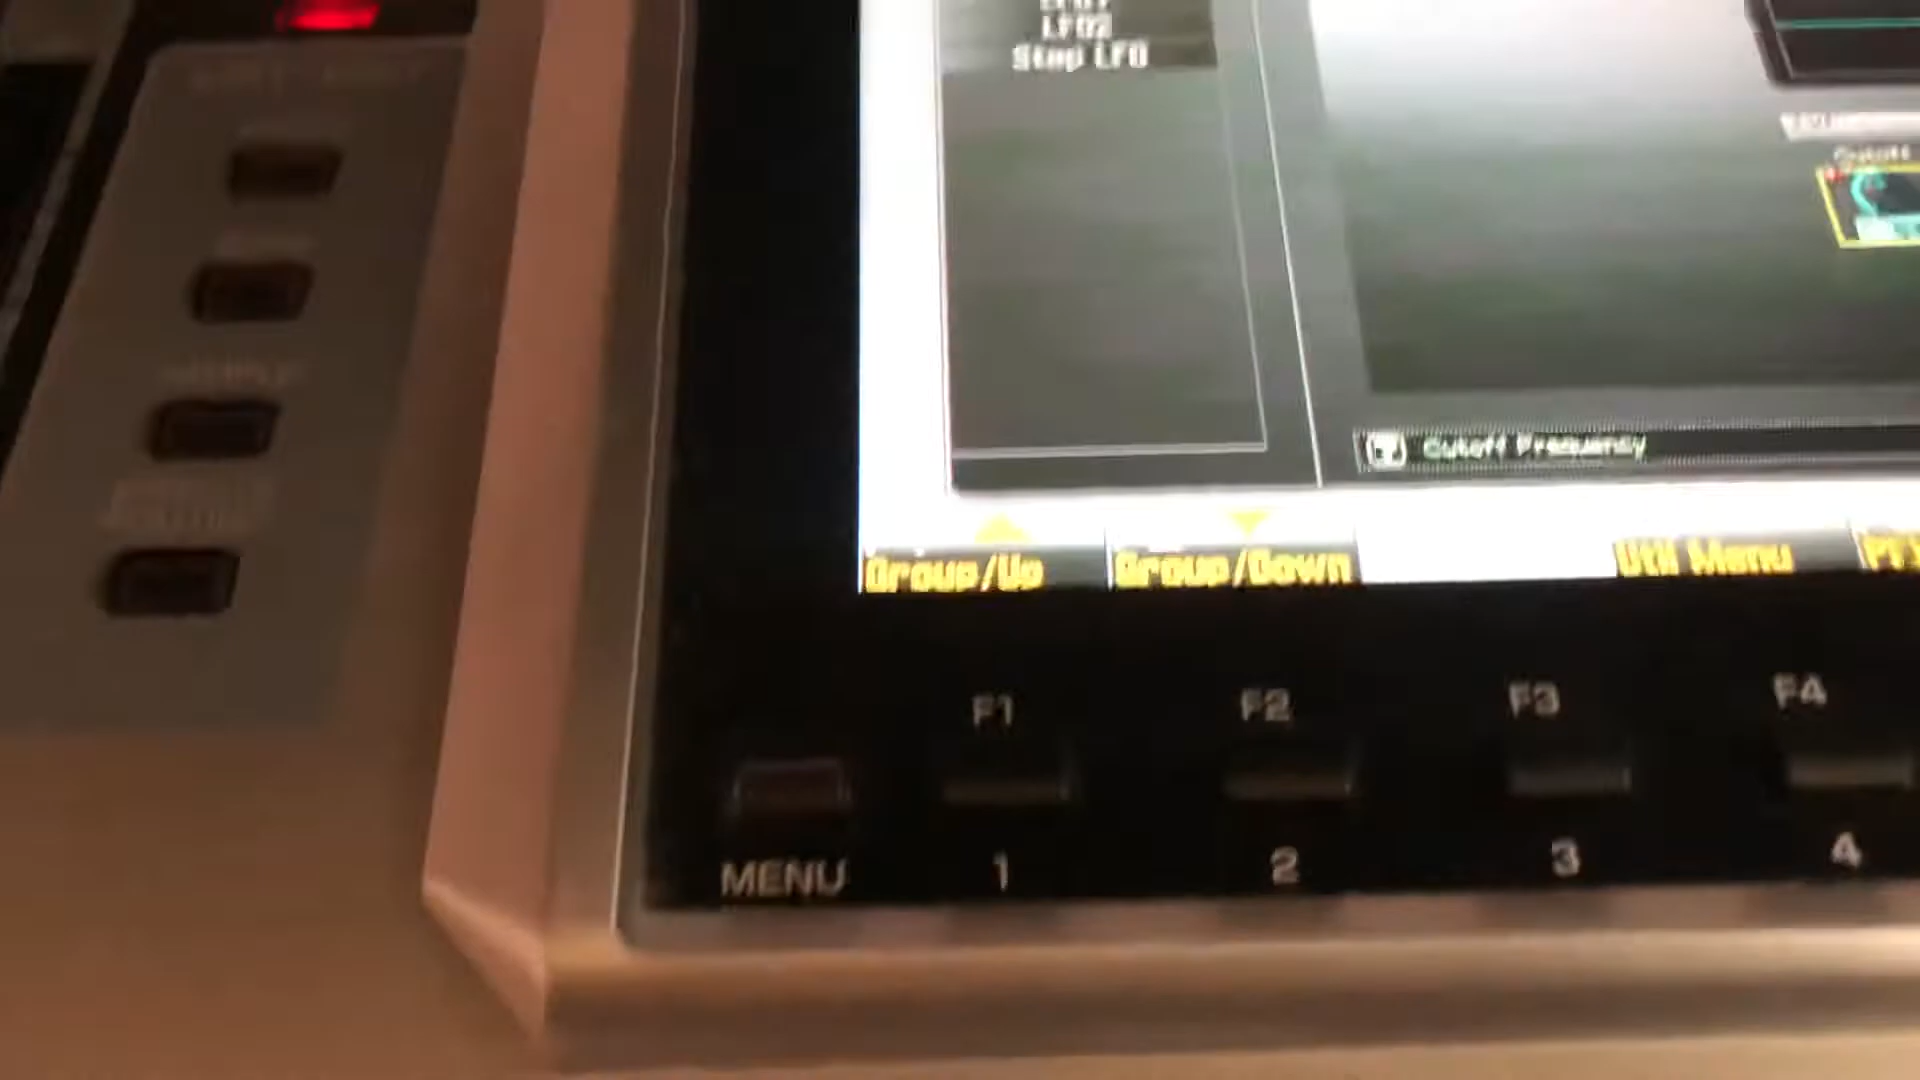 LFO2
Step LFO
Cutoff
Cutoff Frequency
Group/Up
Group/Down
Util Menu
F1
F2
F3
F4
MENU
1
2
3
4